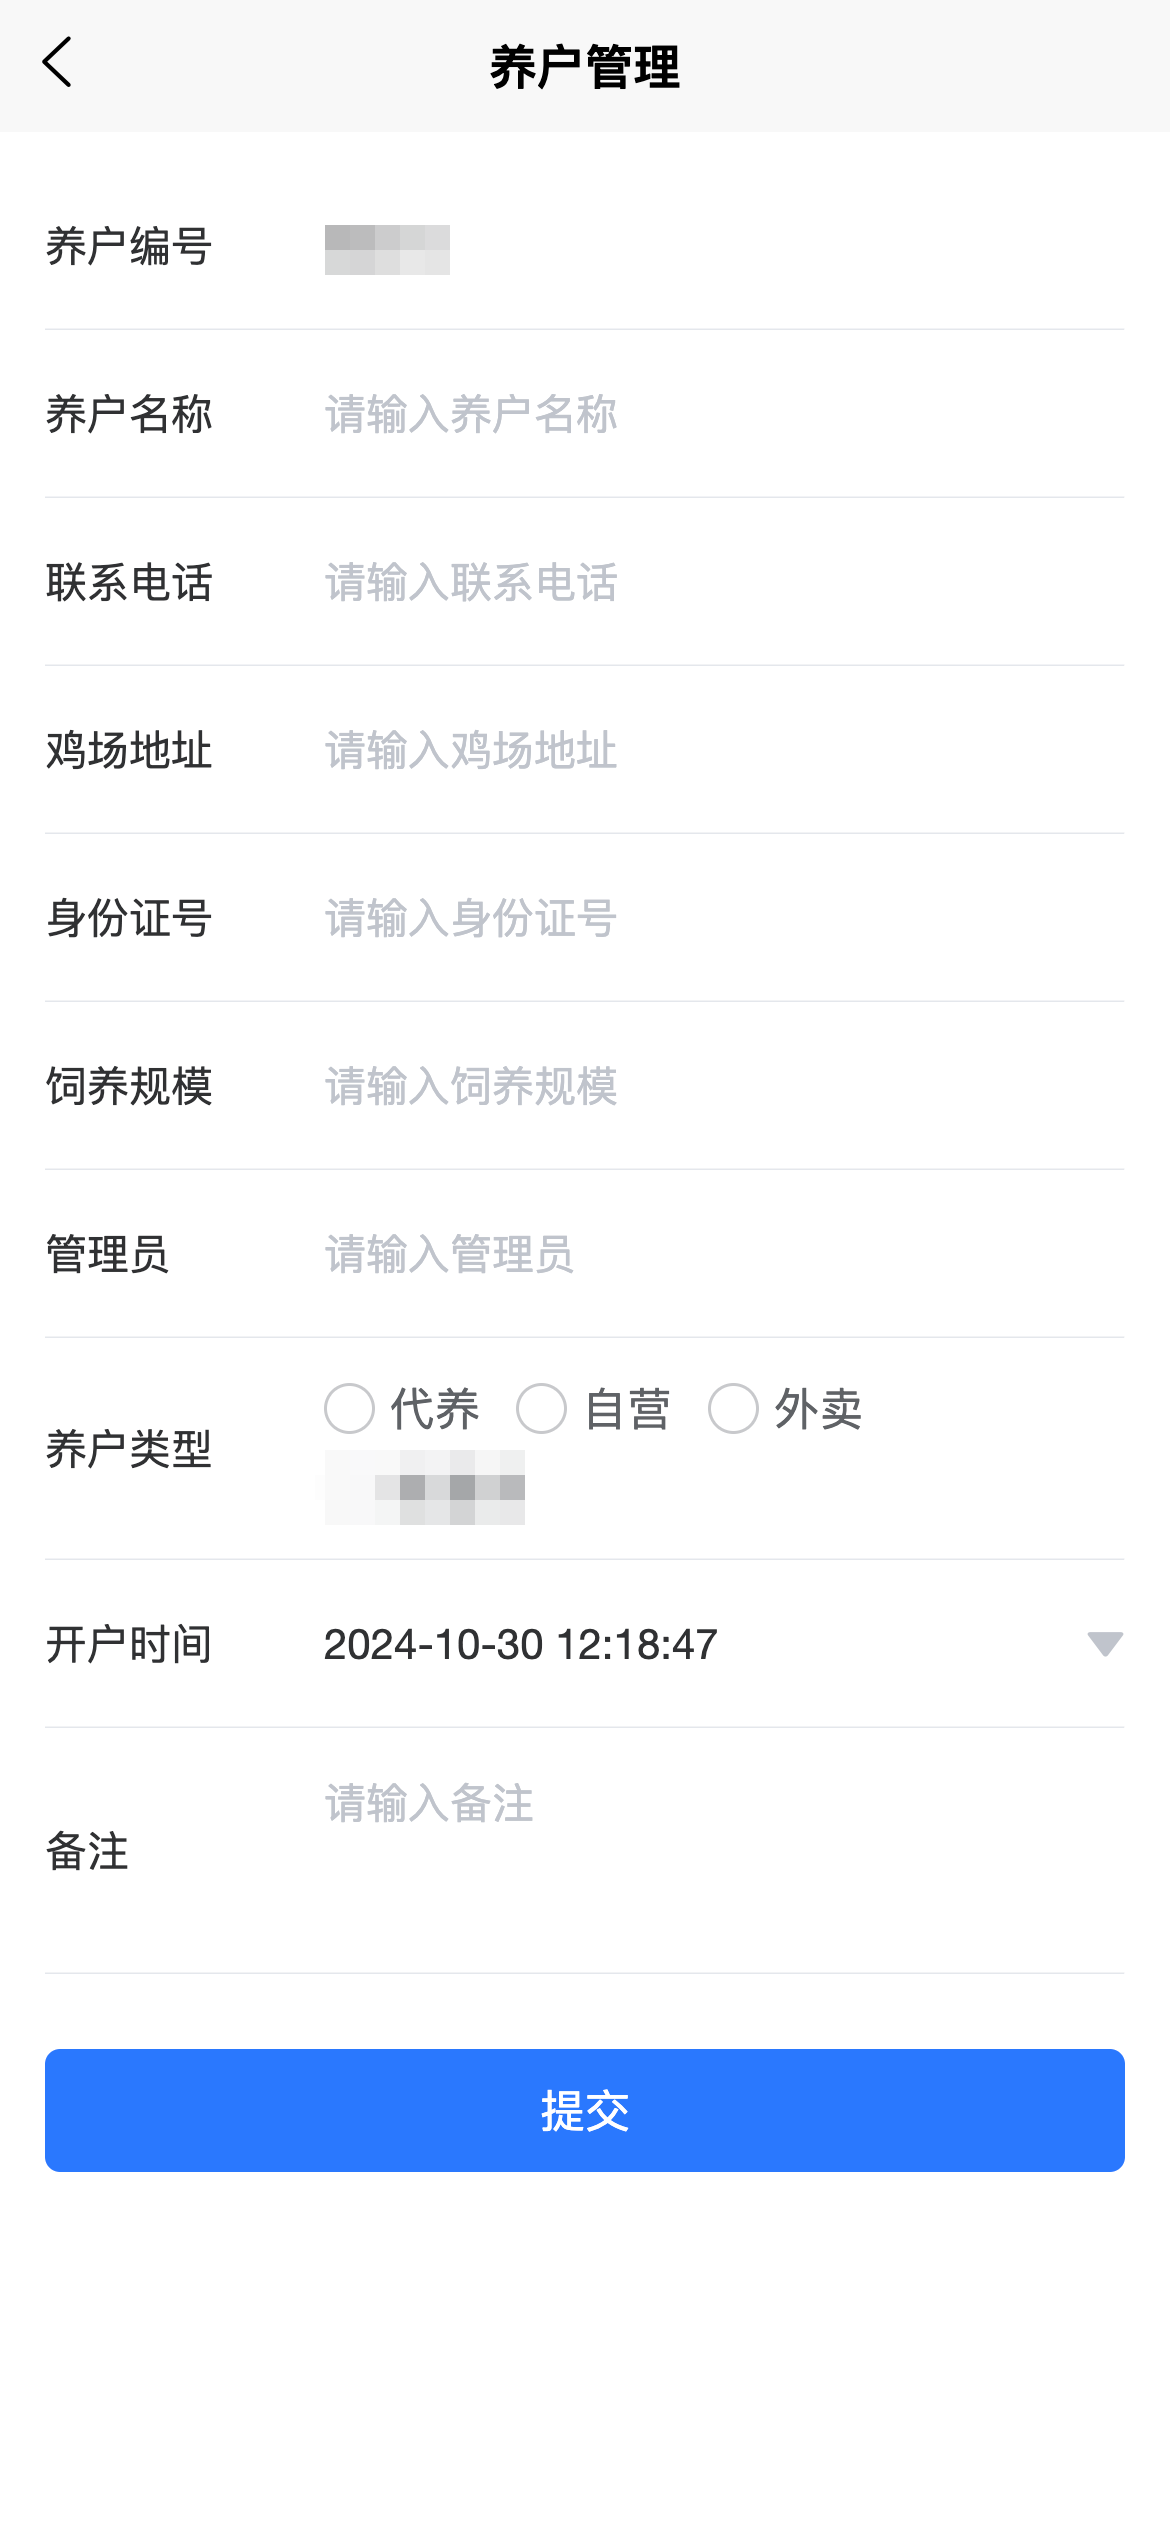 养户管理
养户编号
养户名称 请输入养户名称
联系电话 请输入联系电话
鸡场地址 请输入鸡场地址
身份证号 请输入身份证号
饲养规模 请输入饲养规模
管理员 请输入管理员
代养 自营 外卖
养户类型
开户时间 2024-10-30 12:18:47
请输入备注
备注
提交